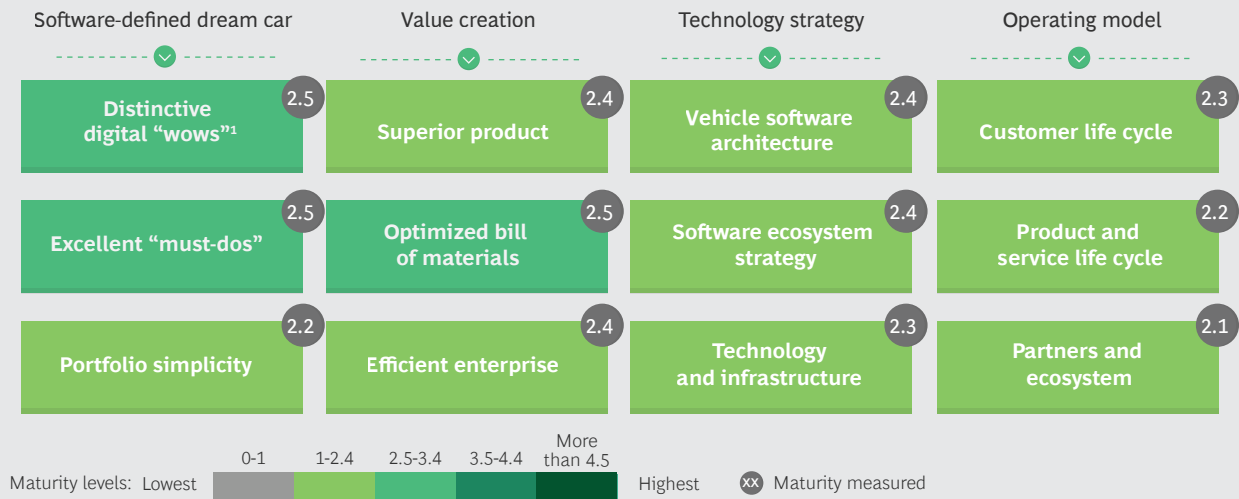 Software-defined dream car
Value creation
Technology strategy
Operating model
2.5
2.4
2.4
2.3
Distinctive
digital “wows”¹
Superior product
Vehicle software
architecture
Customer life cycle
2.5
2.5
2.4
2.2
Excellent “must-dos”
Optimized bill
of materials
Software ecosystem
strategy
Product and
service life cycle
2.2
2.4
2.3
2.1
Portfolio simplicity
Efficient enterprise
Technology
and infrastructure
Partners and
ecosystem
0-1
1-2.4
2.5-3.4
3.5-4.4
More
than 4.5
Maturity levels: Lowest
Highest
XX Maturity measured